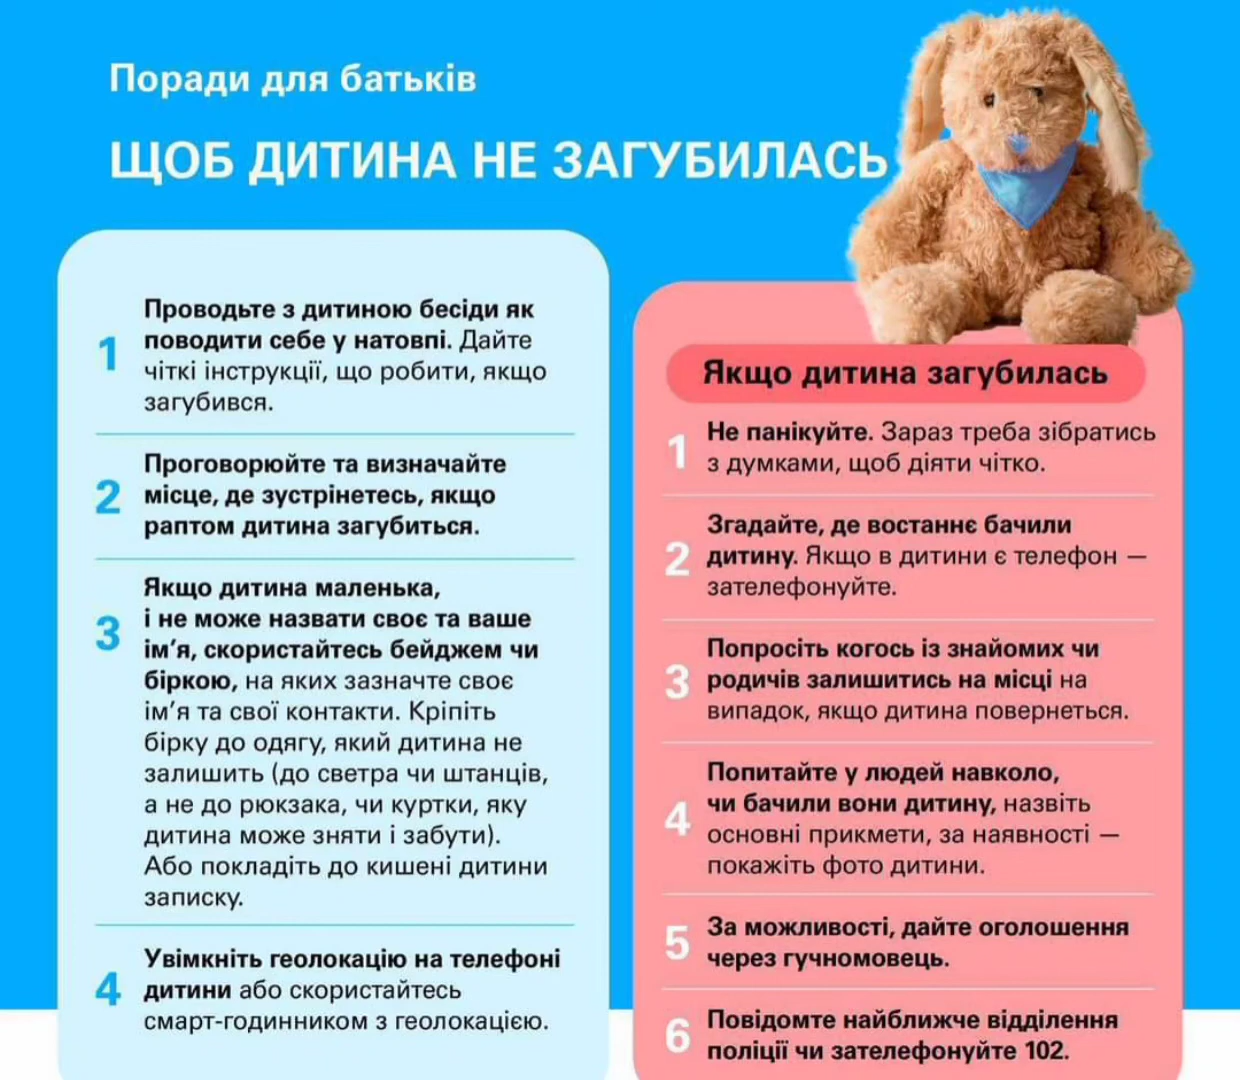 Поради для батьків
ЩОБ ДИТИНА НЕ ЗАГУБИЛАСЬ
1
Проводьте з дитиною бесіди як
поводити себе у натовпі. Дайте
чіткі інструкції, що робити, якщо
загубився.
2
Проговорюйте та визначайте
місце, де зустрінетесь, якщо
раптом дитина загубиться.
3
Якщо дитина маленька,
і не може назвати своє та ваше
ім’я, скористайтесь бейджем чи
біркою, на яких зазначте своє
ім’я та свої контакти. Кріпіть
бірку до одягу, який дитина не
залишить (до светра чи штанців,
а не до рюкзака, чи куртки, яку
дитина може зняти і забути).
Або покладіть до кишені дитини
записку.
4
Увімкніть геолокацію на телефоні
дитини або скористайтесь
смарт-годинником з геолокацією.
Якщо дитина загубилась
1
Не панікуйте. Зараз треба зібратись
з думками, щоб діяти чітко.
2
Згадайте, де востаннє бачили
дитину. Якщо в дитини є телефон —
зателефонуйте.
3
Попросіть когось із знайомих чи
родичів залишитись на місці на
випадок, якщо дитина повернеться.
4
Попитайте у людей навколо,
чи бачили вони дитину, назвіть
основні прикмети, за наявності —
покажіть фото дитини.
5
За можливості, дайте оголошення
через гучномовець.
6
Повідомте найближче відділення
поліції чи зателефонуйте 102.